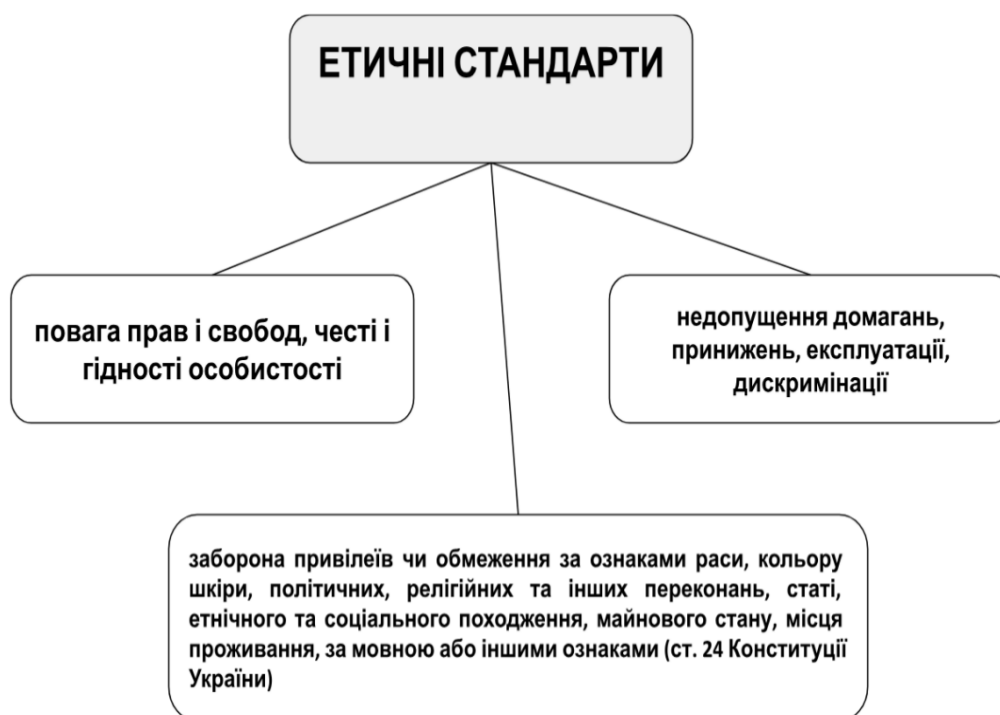 ЕТИЧНІ СТАНДАРТИ
повага прав і свобод, честі і
гідності особистості
недопущення домагань,
принижень, експлуатації,
дискримінації
заборона привілеїв чи обмеження за ознаками раси, кольору
шкіри, політичних, релігійних та інших переконань, статі,
етнічного та соціального походження, майнового стану, місця
проживання, за мовною або іншими ознаками (ст. 24 Конституції
України)